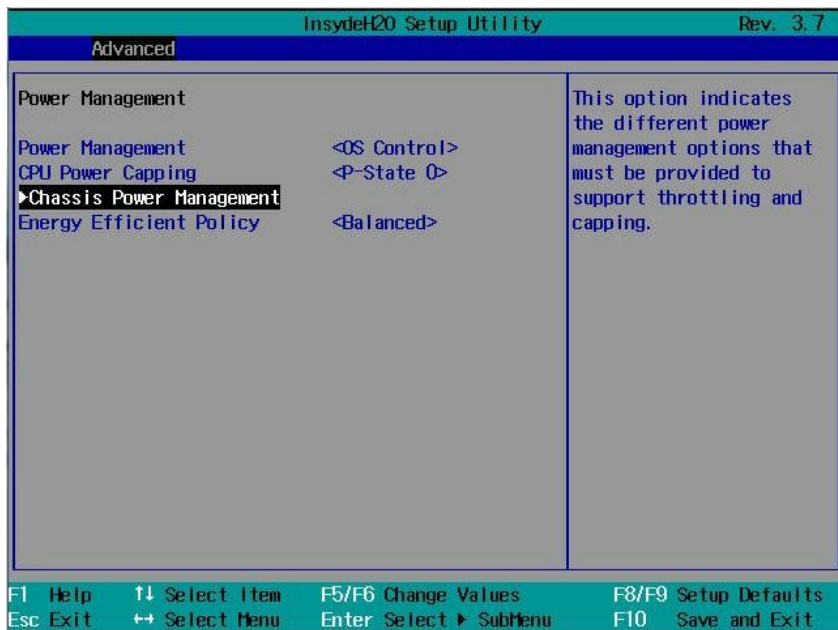 InsydeH20 Setup Utility Rev. 3.7
Advanced
Power Management
Power Management <OS Control>
CPU Power Capping <P-State 0>
▶Chassis Power Management
Energy Efficient Policy <Balanced>
This option indicates
the different power
management options that
must be provided to
support throttling and
capping.
F1 Help ↑↓ Select Item F5/F6 Change Values F8/F9 Setup Defaults
Esc Exit ↔ Select Menu Enter Select ▶ SubMenu F10 Save and Exit